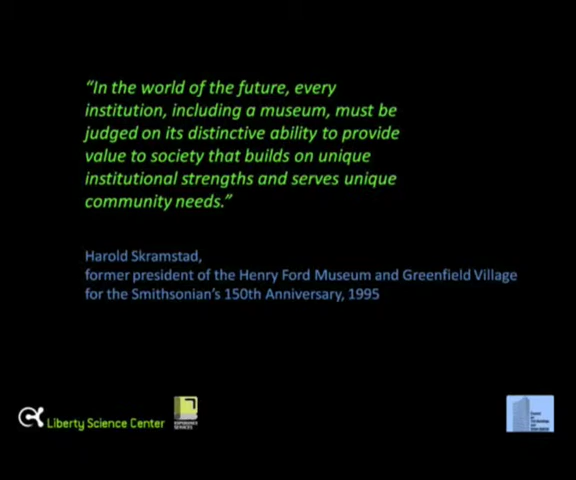 “In the world of the future, every
institution, including a museum, must be
judged on its distinctive ability to provide
value to society that builds on unique
institutional strengths and serves unique
community needs.”
Harold Skramstad,
former president of the Henry Ford Museum and Greenfield Village
for the Smithsonian’s 150th Anniversary, 1995
Liberty Science Center
EXPERIENCE
SERVICES